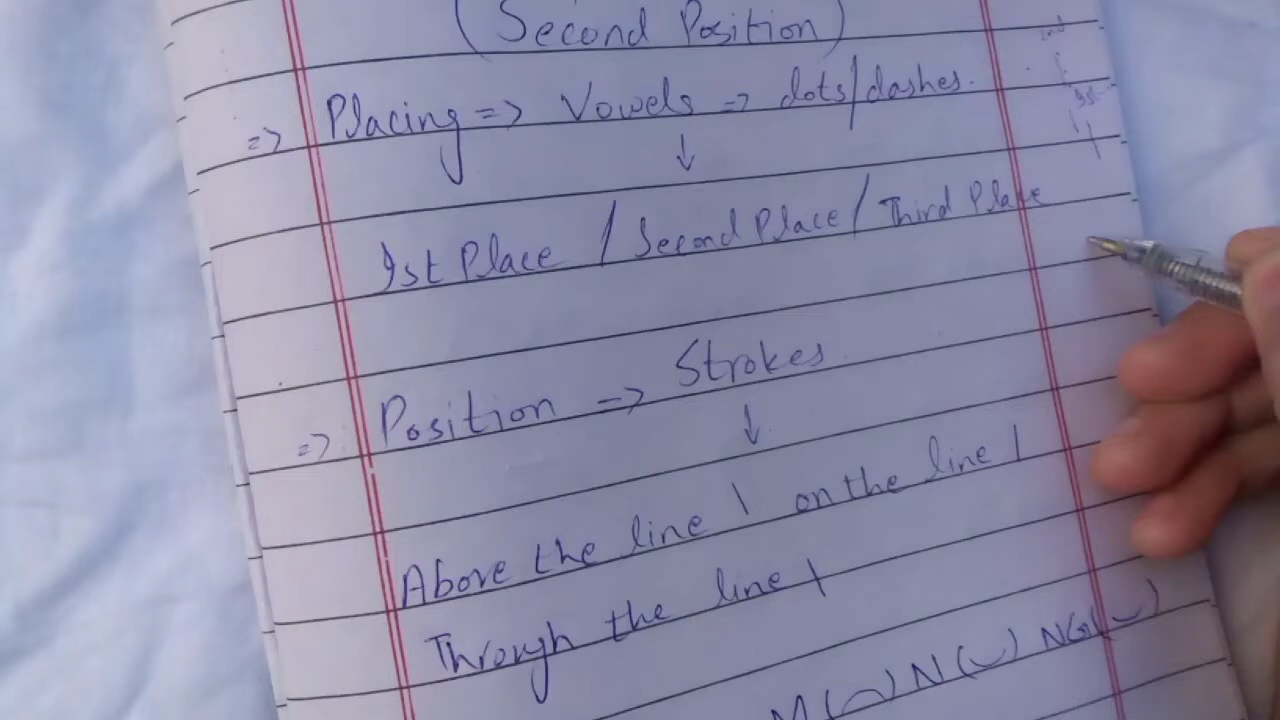 (Second Position)
=> Placing => Vowels => dots/dashes.
↓
1st Place / Second Place / Third Place
=> Position => Strokes
↓
Above the line \ on the line \
Through the line \
M (⌒) N (‿) NG (‿)